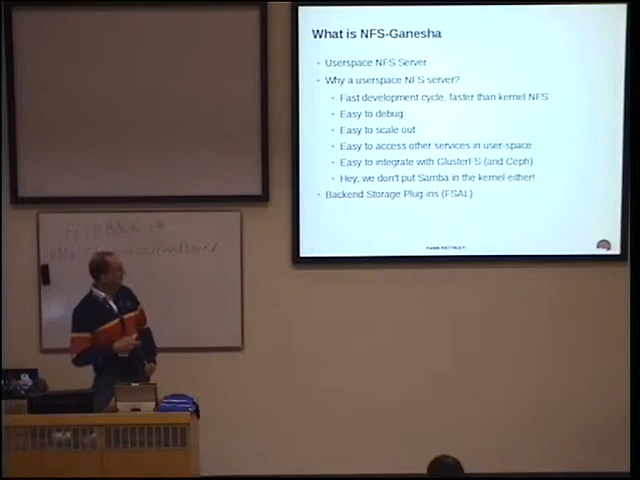 What is NFS-Ganesha
Userspace NFS Server
Why a userspace NFS server?
Fast development cycle, faster than kernel NFS
Easy to debug
Easy to scale out
Easy to access other services in user-space
Easy to integrate with GlusterFS (and Ceph)
Hey, we don't put Samba in the kernel either!
Backend Storage Plug-ins (FSAL)
FEEDBACK